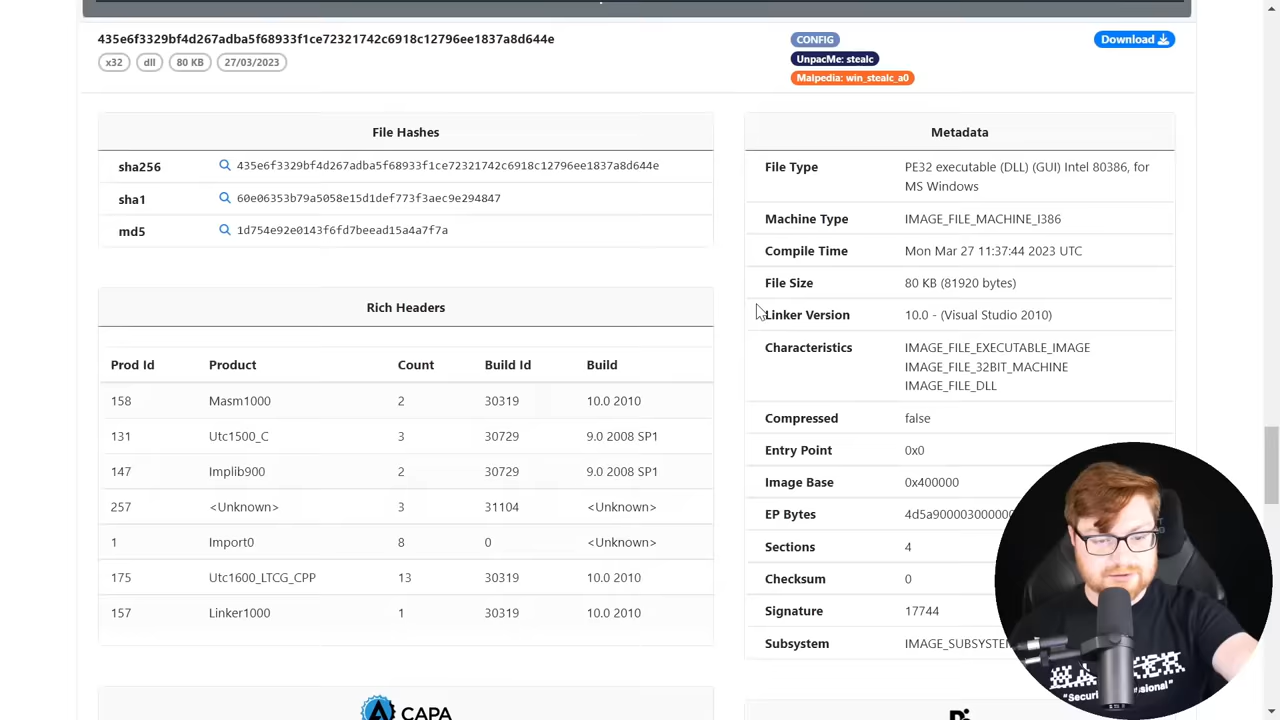 435e6f3329bf4d267adba5f68933f1ce72321742c6918c12796ee1837a8d644e
x32 dll 80 KB 27/03/2023
CONFIG
UnpacMe: stealc
Malpedia: win_stealc_a0
Download
File Hashes
sha256 435e6f3329bf4d267adba5f68933f1ce72321742c6918c12796ee1837a8d644e
sha1 60e06353b79a5058e15d1def773f3aec9e294847
md5 1d754e92e0143f6fd7beead15a4a7f7a
Rich Headers
Prod Id Product Count Build Id Build
158 Masm1000 2 30319 10.0 2010
131 Utc1500_C 3 30729 9.0 2008 SP1
147 Implib900 2 30729 9.0 2008 SP1
257 <Unknown> 3 31104 <Unknown>
1 Import0 8 0 <Unknown>
175 Utc1600_LTCG_CPP 13 30319 10.0 2010
157 Linker1000 1 30319 10.0 2010
CAPA
Metadata
File Type PE32 executable (DLL) (GUI) Intel 80386, for
MS Windows
Machine Type IMAGE_FILE_MACHINE_I386
Compile Time Mon Mar 27 11:37:44 2023 UTC
File Size 80 KB (81920 bytes)
Linker Version 10.0 - (Visual Studio 2010)
Characteristics IMAGE_FILE_EXECUTABLE_IMAGE
IMAGE_FILE_32BIT_MACHINE
IMAGE_FILE_DLL
Compressed false
Entry Point 0x0
Image Base 0x400000
EP Bytes 4d5a900003000000
Sections 4
Checksum 0
Signature 17744
Subsystem IMAGE_SUBSYSTEM
HACKER